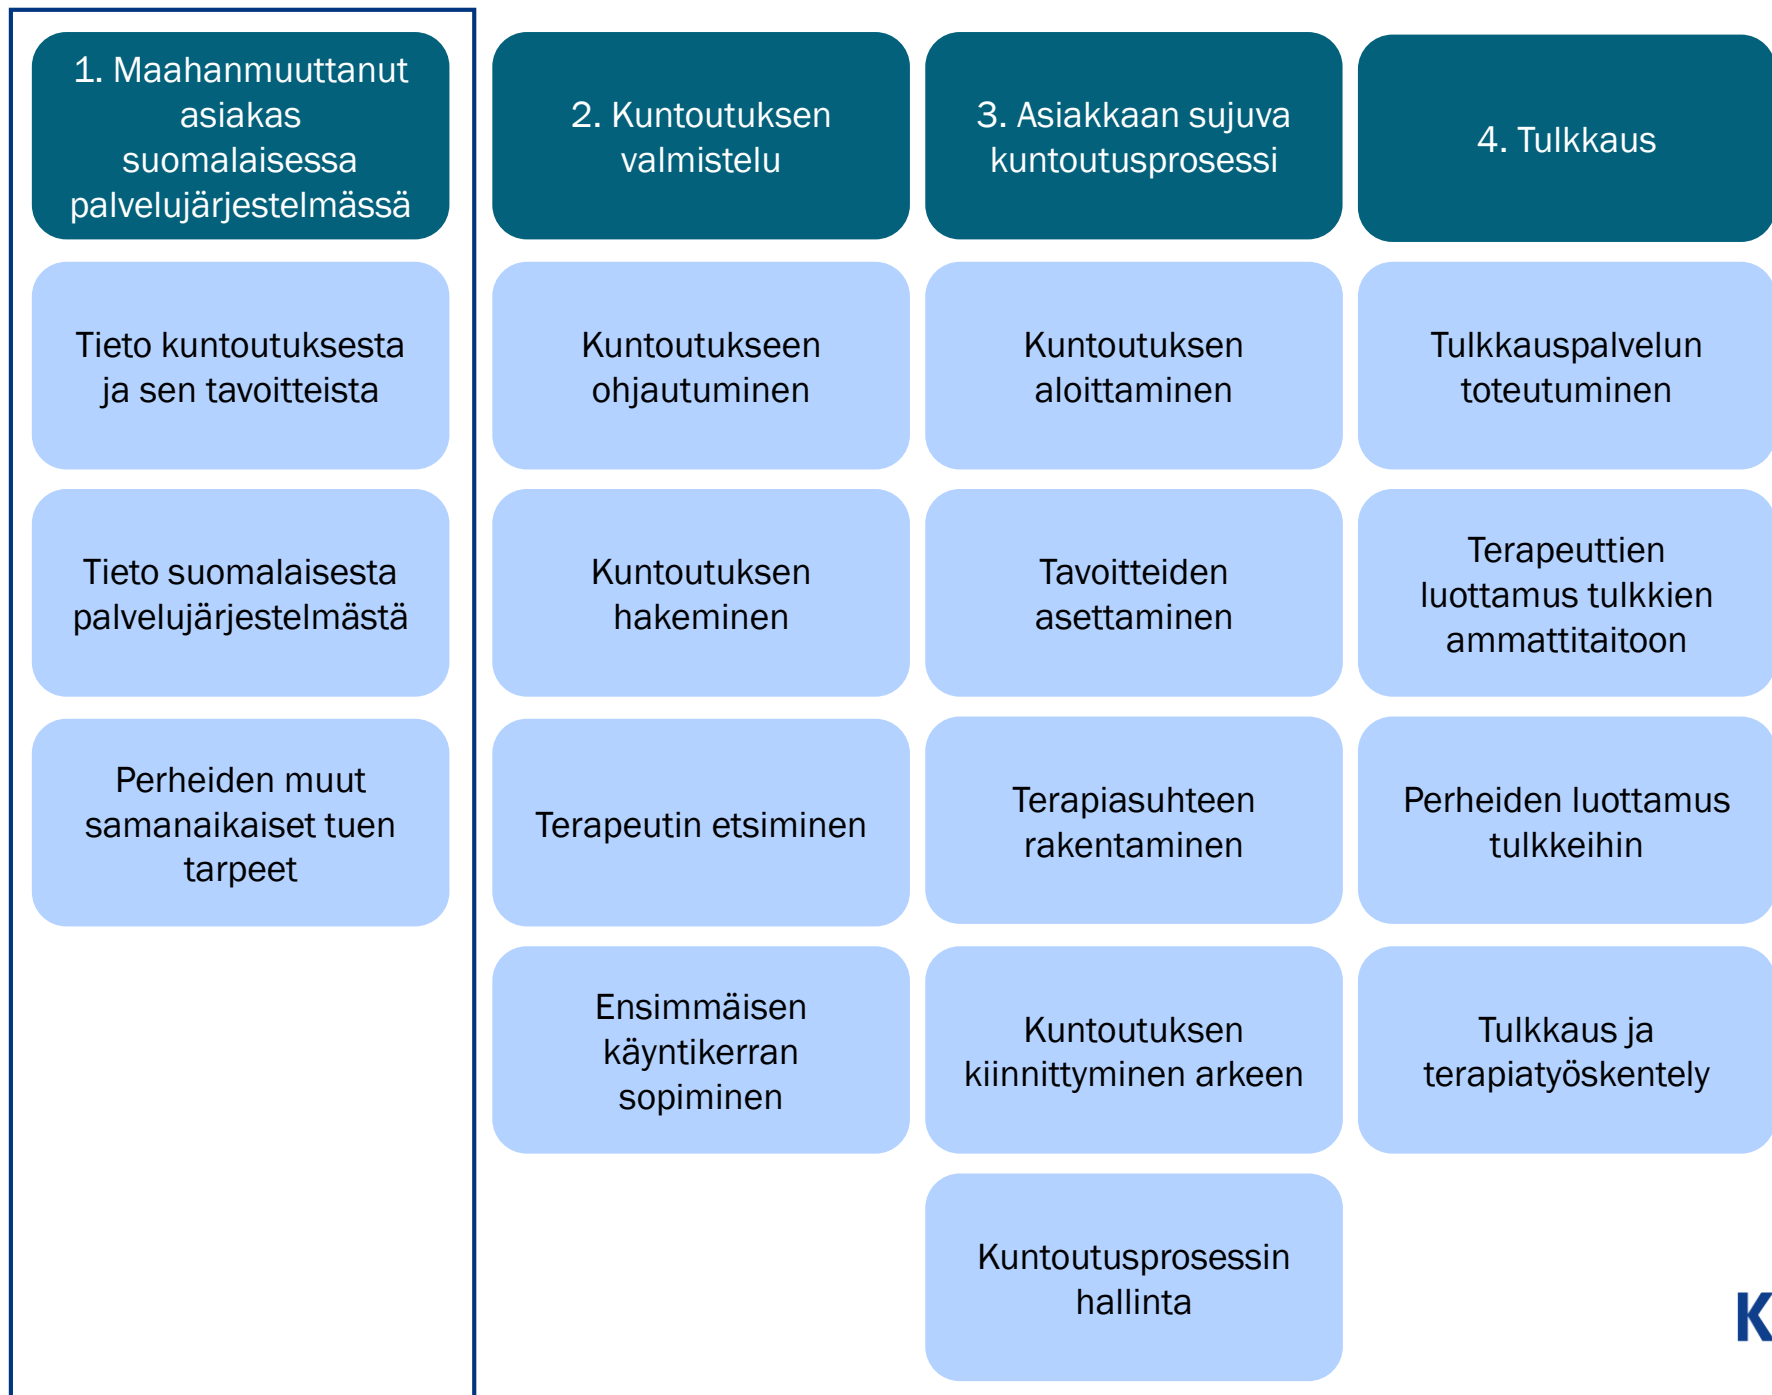 1. Maahanmuuttanut
asiakas
suomalaisessa
palvelujärjestelmässä
Tieto kuntoutuksesta
ja sen tavoitteista
Tieto suomalaisesta
palvelujärjestelmästä
Perheiden muut
samanaikaiset tuen
tarpeet
2. Kuntoutuksen
valmistelu
Kuntoutukseen
ohjautuminen
Kuntoutuksen
hakeminen
Terapeutin etsiminen
Ensimmäisen
käyntikerran
sopiminen
3. Asiakkaan sujuva
kuntoutusprosessi
Kuntoutuksen
aloittaminen
Tavoitteiden
asettaminen
Terapiasuhteen
rakentaminen
Kuntoutuksen
kiinnittyminen arkeen
Kuntoutusprosessin
hallinta
4. Tulkkaus
Tulkkauspalvelun
toteutuminen
Terapeuttien
luottamus tulkkien
ammattitaitoon
Perheiden luottamus
tulkkeihin
Tulkkaus ja
terapiatyöskentely
K